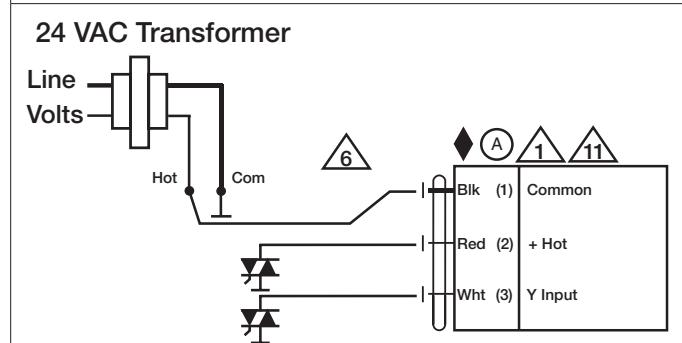 24 VAC Transformer
Line
Volts
Hot
Com
6
A
1
11
Blk (1) Common
Red (2) + Hot
Wht (3) Y Input